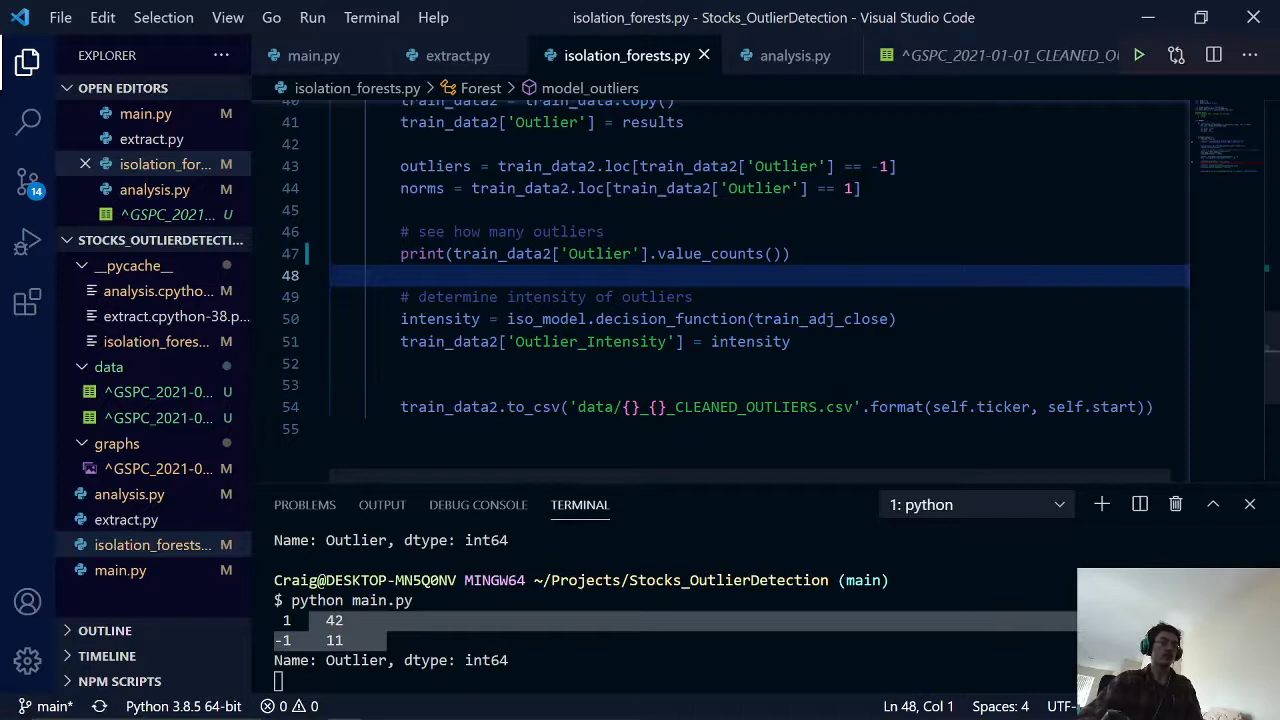 File Edit Selection View Go Run Terminal Help isolation_forests.py - Stocks_OutlierDetection - Visual Studio Code
EXPLORER
main.py extract.py isolation_forests.py analysis.py ^GSPC_2021-01-01_CLEANED_OU
OPEN EDITORS
main.py M
extract.py
isolation_for... M
analysis.py M
^GSPC_2021... U
STOCKS_OUTLIERDETECTI...
__pycache__
analysis.cpytho... M
extract.cpython-38.p...
isolation_fores... M
data
^GSPC_2021-0... U
^GSPC_2021-0... U
graphs
^GSPC_2021-0... M
analysis.py M
extract.py
isolation_forests... M
main.py M
OUTLINE
TIMELINE
NPM SCRIPTS
14
isolation_forests.py > Forest > model_outliers
40 train_data2 = train_data.copy()
41 train_data2['Outlier'] = results
42
43 outliers = train_data2.loc[train_data2['Outlier'] == -1]
44 norms = train_data2.loc[train_data2['Outlier'] == 1]
45
46 # see how many outliers
47 print(train_data2['Outlier'].value_counts())
48
49 # determine intensity of outliers
50 intensity = iso_model.decision_function(train_adj_close)
51 train_data2['Outlier_Intensity'] = intensity
52
53
54 train_data2.to_csv('data/{}_{}_CLEANED_OUTLIERS.csv'.format(self.ticker, self.start))
55
PROBLEMS OUTPUT DEBUG CONSOLE TERMINAL 1: python
Name: Outlier, dtype: int64
Craig@DESKTOP-MN5Q0NV MINGW64 ~/Projects/Stocks_OutlierDetection (main)
$ python main.py
1 42
-1 11
Name: Outlier, dtype: int64
main* Python 3.8.5 64-bit 0 0 Ln 48, Col 1 Spaces: 4 UTF-